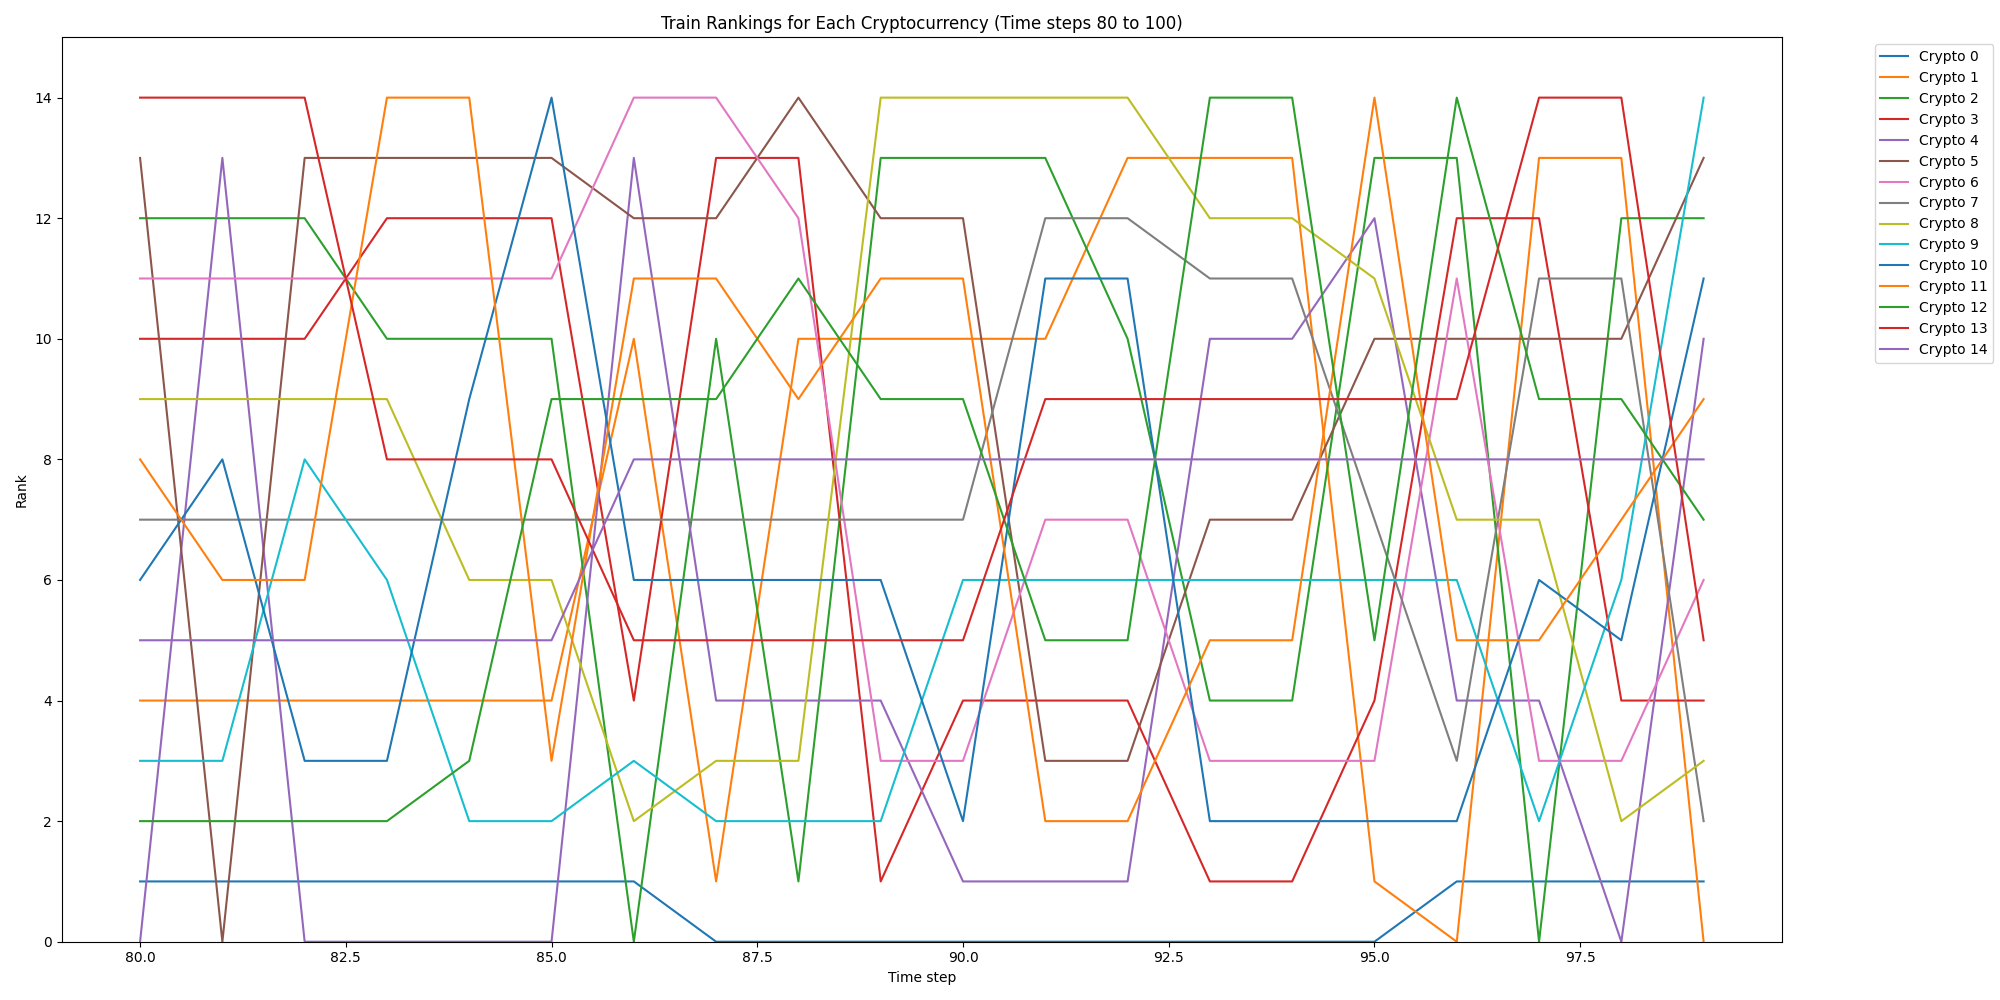 Train Rankings for Each Cryptocurrency (Time steps 80 to 100)
Rank
14
12
10
8
6
4
2
0
80.0 82.5 85.0 87.5 90.0 92.5 95.0 97.5
Time step
Crypto 0
Crypto 1
Crypto 2
Crypto 3
Crypto 4
Crypto 5
Crypto 6
Crypto 7
Crypto 8
Crypto 9
Crypto 10
Crypto 11
Crypto 12
Crypto 13
Crypto 14